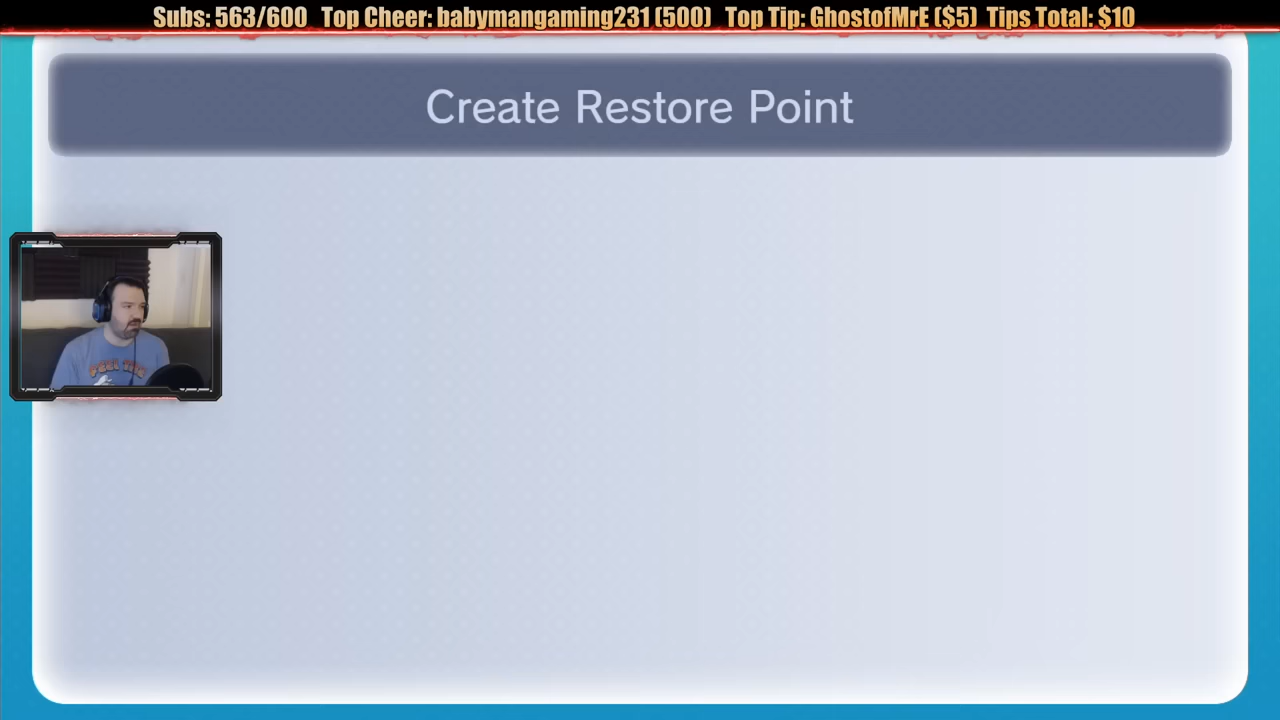 Subs: 563/600 Top Cheer: babymangaming231 (500) Top Tip: GhostofMrE ($5) Tips Total: $10
Create Restore Point